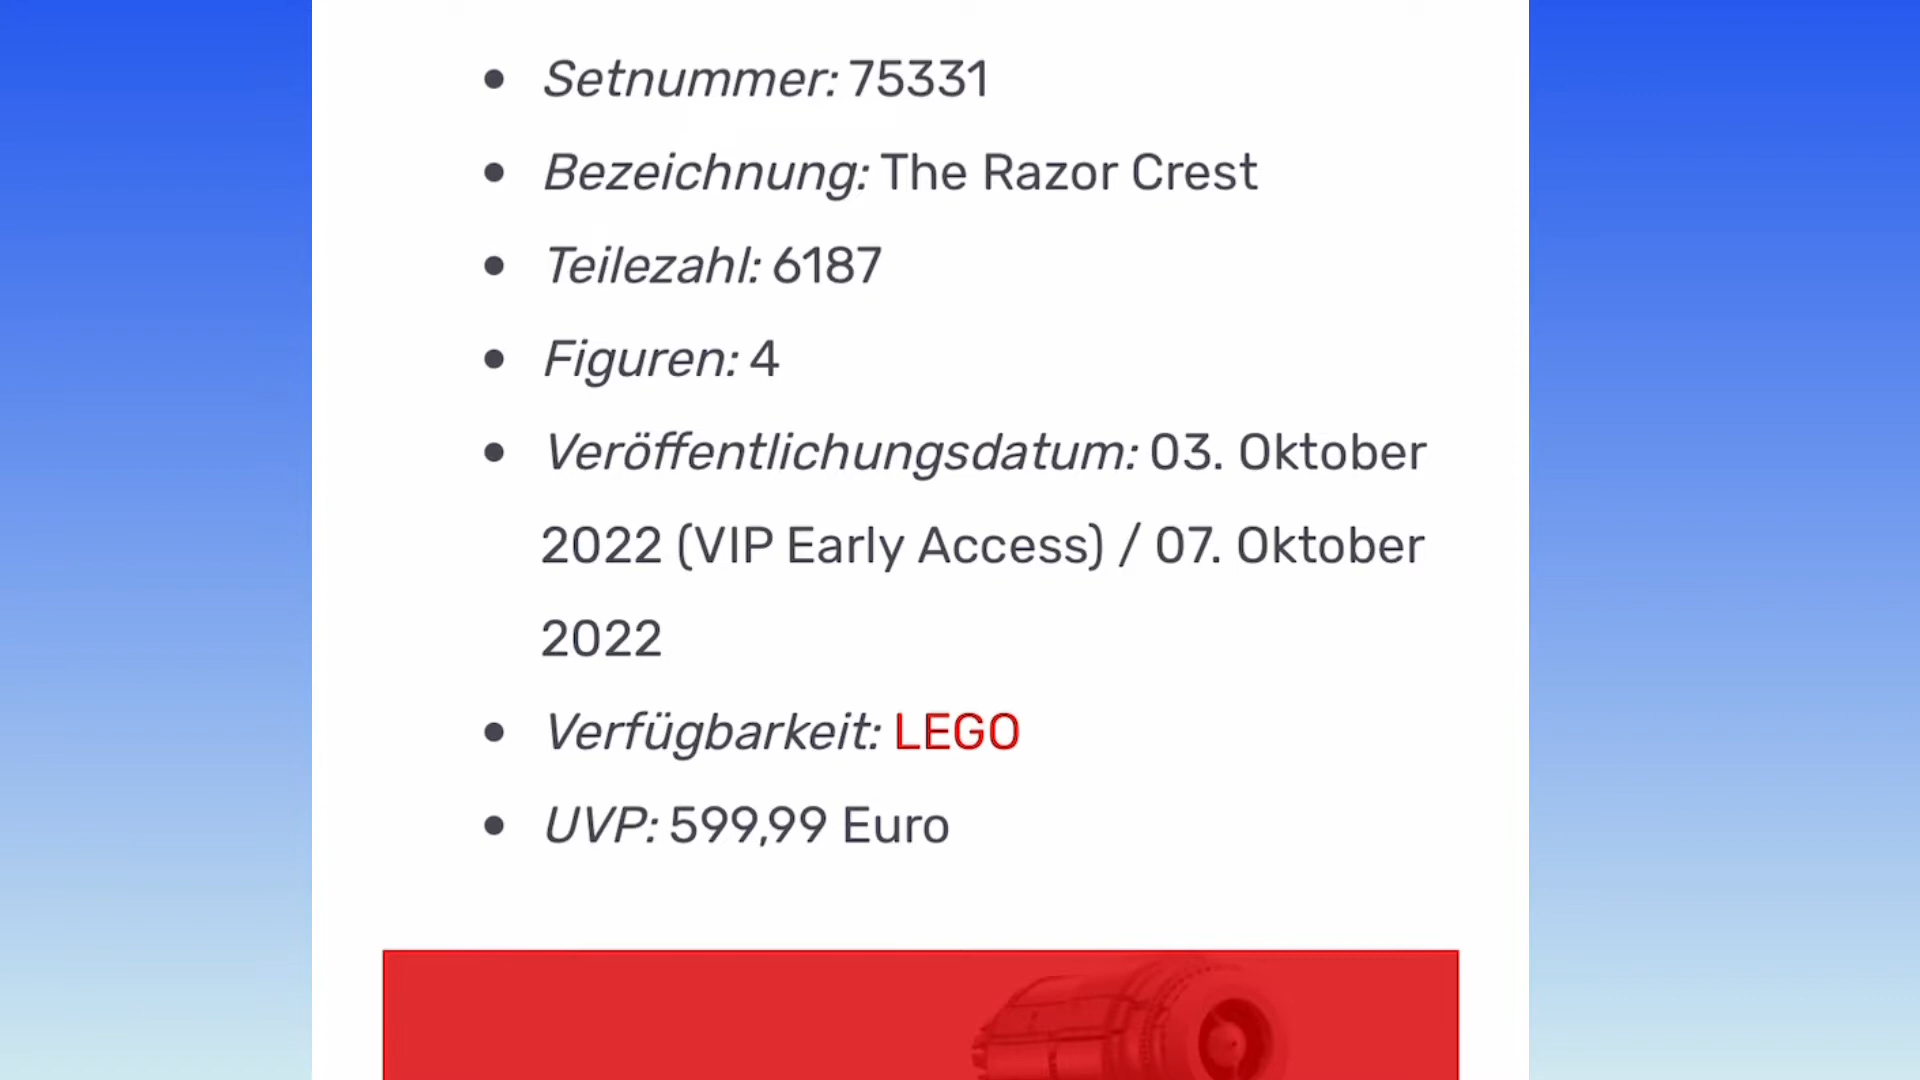 Setnummer: 75331
Bezeichnung: The Razor Crest
Teilezahl: 6187
Figuren: 4
Veröffentlichungsdatum: 03. Oktober
2022 (VIP Early Access) / 07. Oktober
2022
Verfügbarkeit: LEGO
UVP: 599,99 Euro